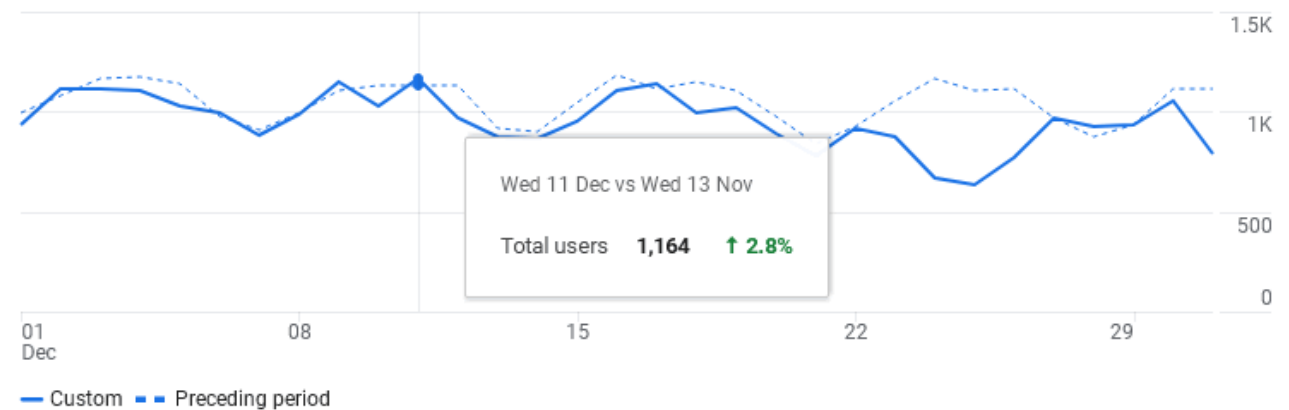 1.5K
1K
500
0
Wed 11 Dec vs Wed 13 Nov
Total users 1,164 ↑ 2.8%
01 08 15 22 29
Dec
Custom Preceding period